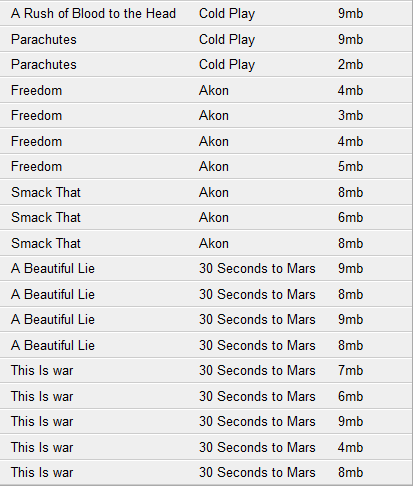 A Rush of Blood to the Head Cold Play 9mb
Parachutes Cold Play 9mb
Parachutes Cold Play 2mb
Freedom Akon 4mb
Freedom Akon 3mb
Freedom Akon 4mb
Freedom Akon 5mb
Smack That Akon 8mb
Smack That Akon 6mb
Smack That Akon 8mb
A Beautiful Lie 30 Seconds to Mars 9mb
A Beautiful Lie 30 Seconds to Mars 8mb
A Beautiful Lie 30 Seconds to Mars 9mb
A Beautiful Lie 30 Seconds to Mars 8mb
This Is war 30 Seconds to Mars 7mb
This Is war 30 Seconds to Mars 6mb
This Is war 30 Seconds to Mars 9mb
This Is war 30 Seconds to Mars 4mb
This Is war 30 Seconds to Mars 8mb